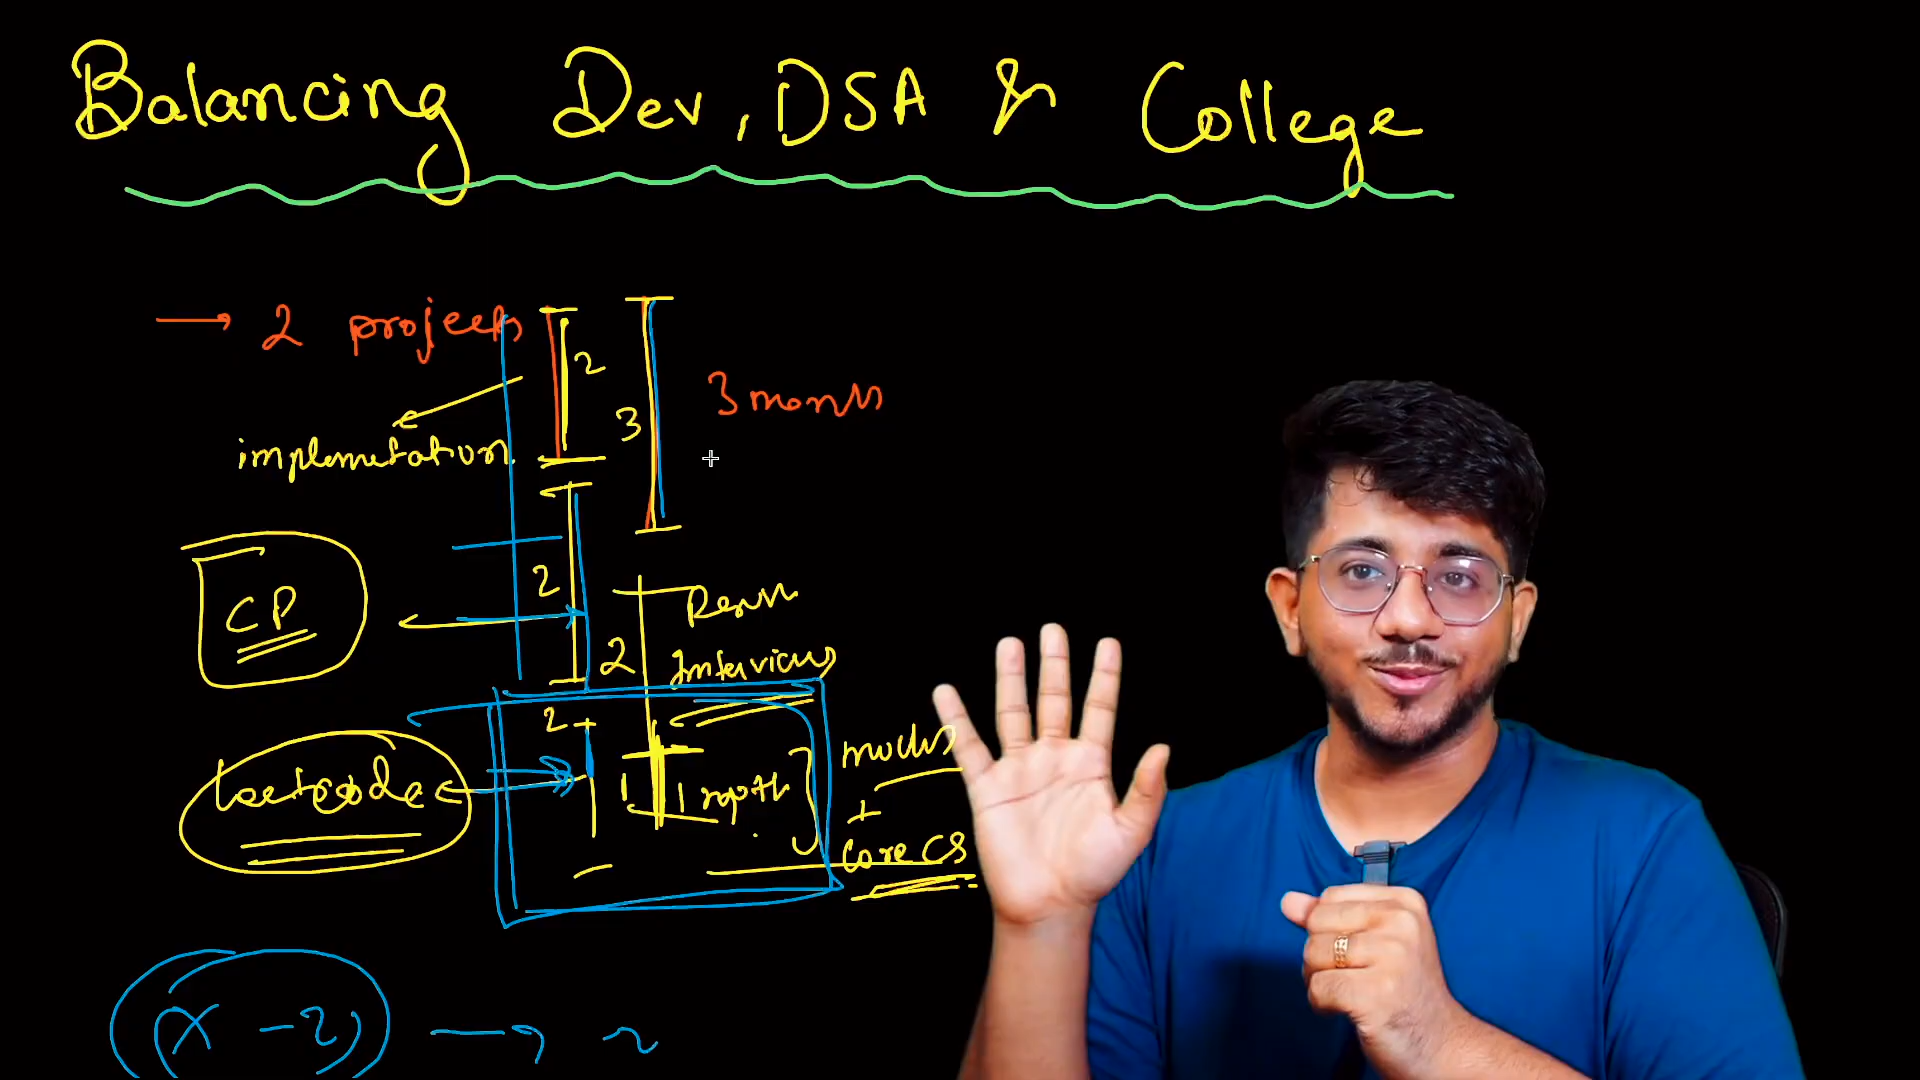 Balancing Dev, DSA & College
→ 2 projects
2
3
3 months
implementation
CP
2
2
Interviews
2
leetcode
1
1 month
mocks
+
Core CS
(x - 2) → x